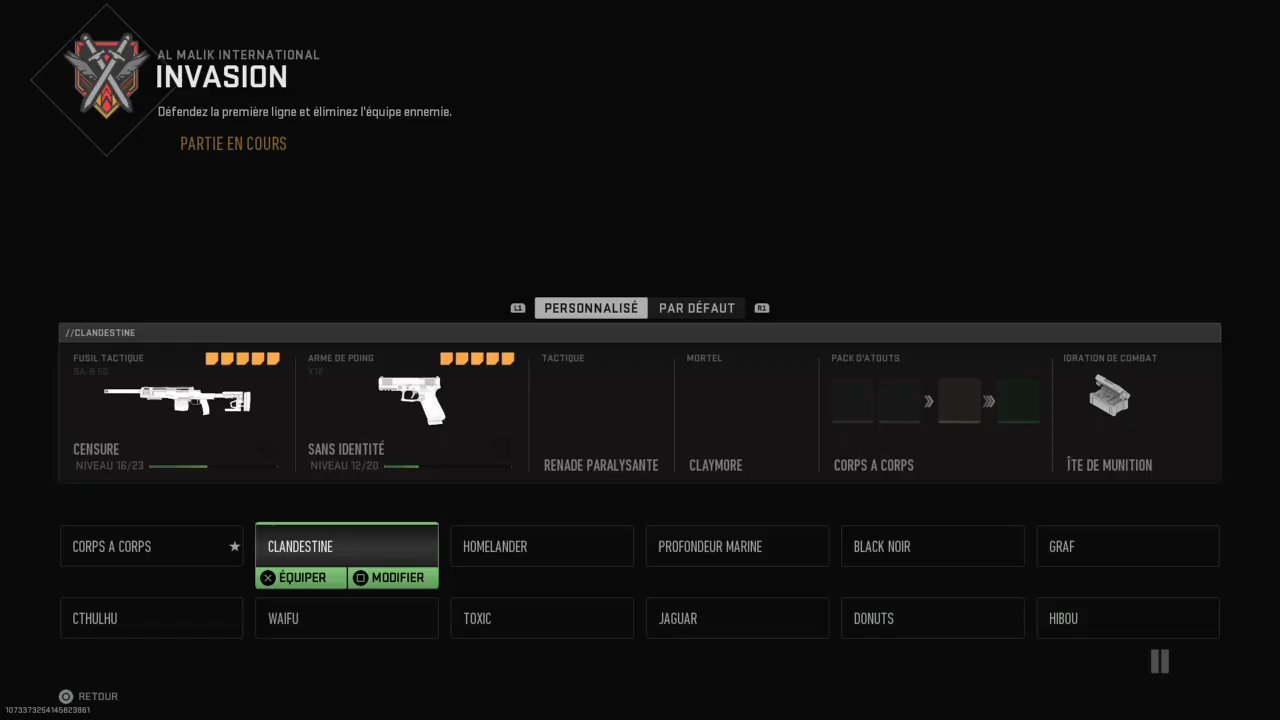 AL MALIK INTERNATIONAL
INVASION
Défendez la première ligne et éliminez l'équipe ennemie.
PARTIE EN COURS
L1 PERSONNALISÉ PAR DÉFAUT R1
//CLANDESTINE
FUSIL TACTIQUE ARME DE POING TACTIQUE MORTEL PACK D'ATOUTS IORATION DE COMBAT
SA-B 50 X12
CENSURE SANS IDENTITÉ
NIVEAU 16/23 NIVEAU 12/20 RENADE PARALYSANTE CLAYMORE CORPS A CORPS ÎTE DE MUNITION
CORPS A CORPS CLANDESTINE HOMELANDER PROFONDEUR MARINE BLACK NOIR GRAF
ÉQUIPER MODIFIER
CTHULHU WAIFU TOXIC JAGUAR DONUTS HIBOU
RETOUR
1073373254145823861